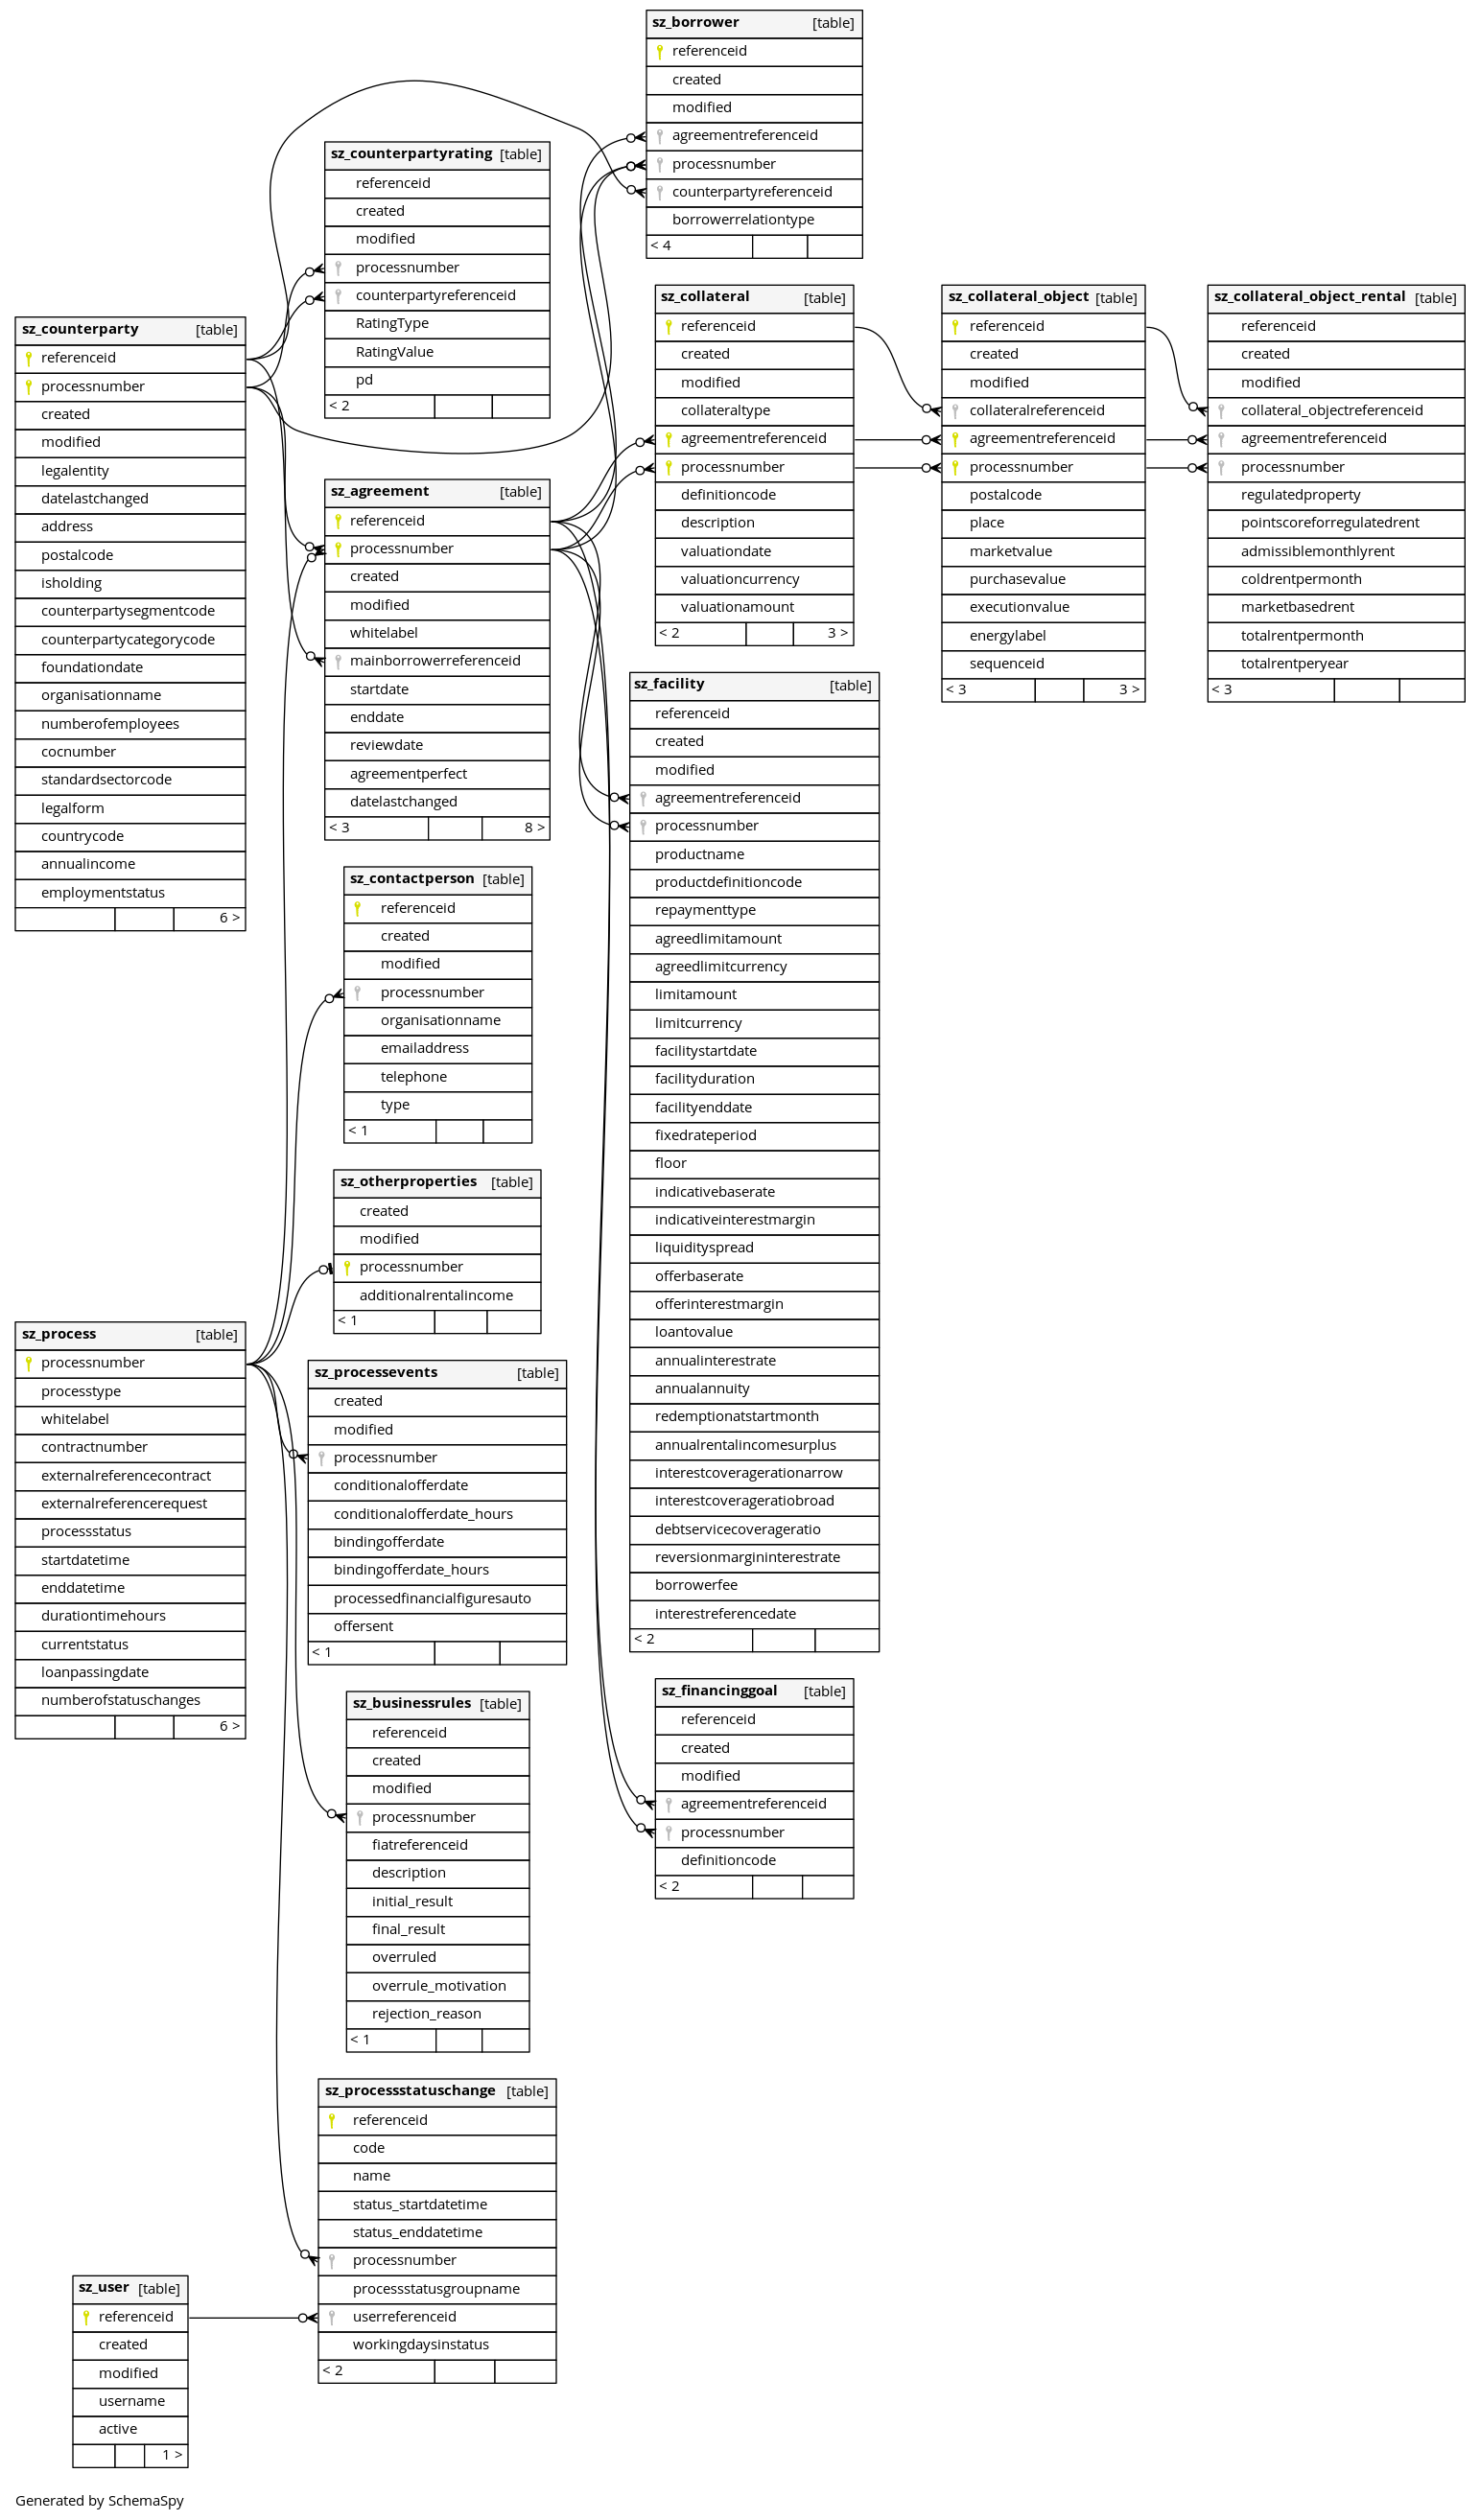 sz_borrower [table]
referenceid
created
modified
agreementreferenceid
processnumber
counterpartyreferenceid
borrowerrelationtype
< 4
sz_counterpartyrating [table]
referenceid
created
modified
processnumber
counterpartyreferenceid
RatingType
RatingValue
pd
< 2
sz_collateral [table]
referenceid
created
modified
collateraltype
agreementreferenceid
processnumber
definitioncode
description
valuationdate
valuationcurrency
valuationamount
< 2 3 >
sz_collateral_object [table]
referenceid
created
modified
collateralreferenceid
agreementreferenceid
processnumber
postalcode
place
marketvalue
purchasevalue
executionvalue
energylabel
sequenceid
< 3 3 >
sz_collateral_object_rental [table]
referenceid
created
modified
collateral_objectreferenceid
agreementreferenceid
processnumber
regulatedproperty
pointscoreforregulatedrent
admissiblemonthlyrent
coldrentpermonth
marketbasedrent
totalrentpermonth
totalrentperyear
< 3
sz_counterparty [table]
referenceid
processnumber
created
modified
legalentity
datelastchanged
address
postalcode
isholding
counterpartysegmentcode
counterpartycategorycode
foundationdate
organisationname
numberofemployees
cocnumber
standardsectorcode
legalform
countrycode
annualincome
employmentstatus
6 >
sz_agreement [table]
referenceid
processnumber
created
modified
whitelabel
mainborrowerreferenceid
startdate
enddate
reviewdate
agreementperfect
datelastchanged
< 3 8 >
sz_facility [table]
referenceid
created
modified
agreementreferenceid
processnumber
productname
productdefinitioncode
repaymenttype
agreedlimitamount
agreedlimitcurrency
limitamount
limitcurrency
facilitystartdate
facilityduration
facilityenddate
fixedrateperiod
floor
indicativebaserate
indicativeinterestmargin
liquidityspread
offerbaserate
offerinterestmargin
loantovalue
annualinterestrate
annualannuity
redemptionatstartmonth
annualrentalincomesurplus
interestcoveragerationarrow
interestcoverageratiobroad
debtservicecoverageratio
reversionmargininterestrate
borrowerfee
interestreferencedate
< 2
sz_contactperson [table]
referenceid
created
modified
processnumber
organisationname
emailaddress
telephone
type
< 1
sz_otherproperties [table]
created
modified
processnumber
additionalrentalincome
< 1
sz_process [table]
processnumber
processtype
whitelabel
contractnumber
externalreferencecontract
externalreferencerequest
processstatus
startdatetime
enddatetime
durationtimehours
currentstatus
loanpassingdate
numberofstatuschanges
6 >
sz_processevents [table]
created
modified
processnumber
conditionalofferdate
conditionalofferdate_hours
bindingofferdate
bindingofferdate_hours
processedfinancialfiguresauto
offersent
< 1
sz_businessrules [table]
referenceid
created
modified
processnumber
fiatreferenceid
description
initial_result
final_result
overruled
overrule_motivation
rejection_reason
< 1
sz_financinggoal [table]
referenceid
created
modified
agreementreferenceid
processnumber
definitioncode
< 2
sz_processstatuschange [table]
referenceid
code
name
status_startdatetime
status_enddatetime
processnumber
processstatusgroupname
userreferenceid
workingdaysinstatus
< 2
sz_user [table]
referenceid
created
modified
username
active
1 >
Generated by SchemaSpy